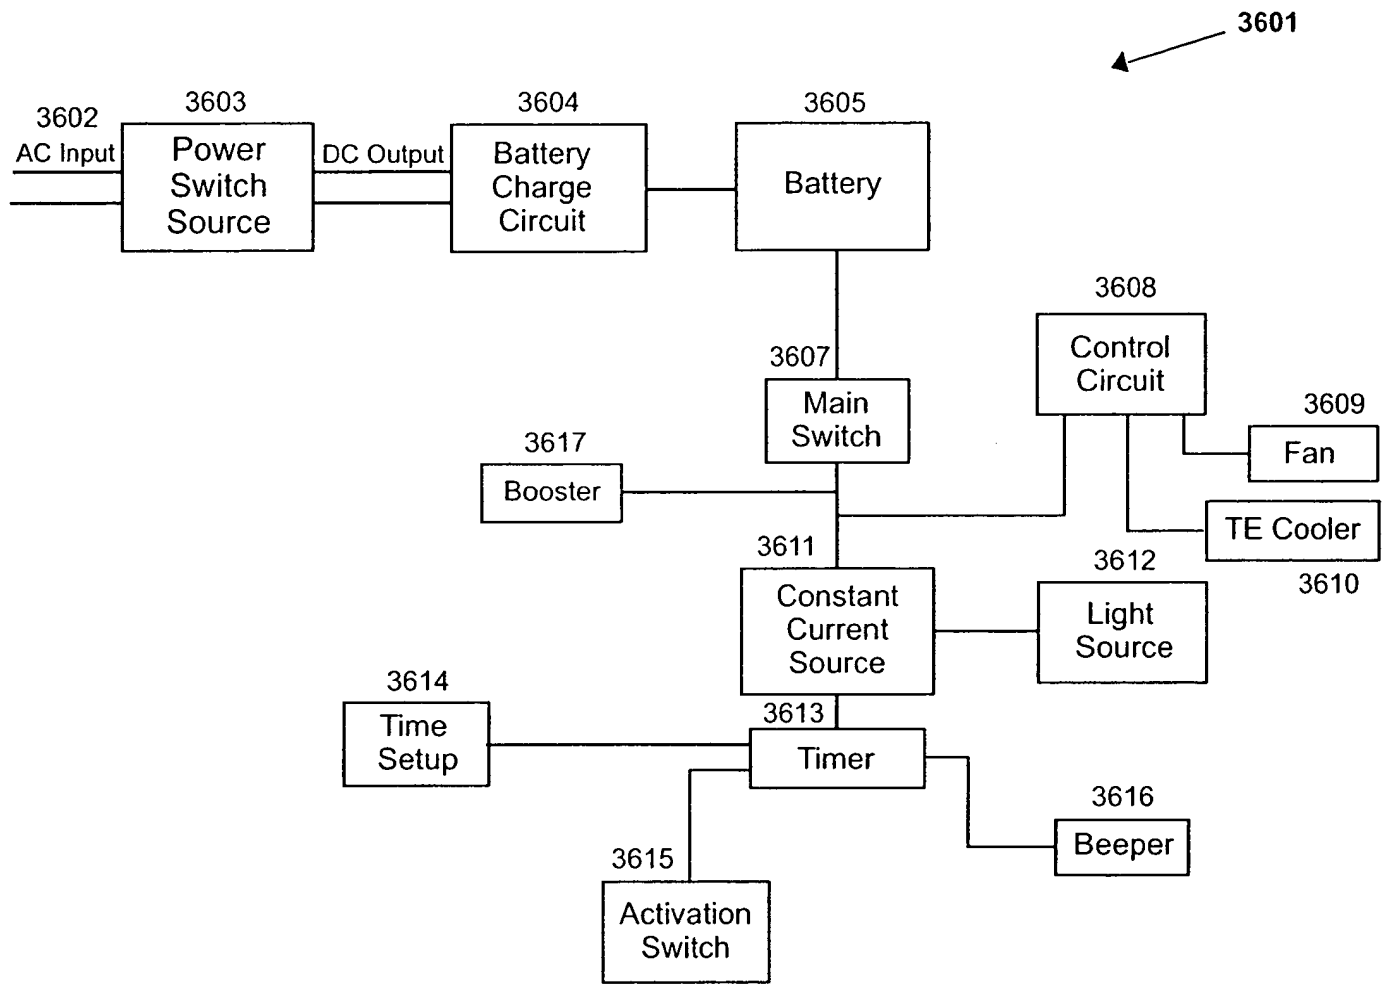 3601
3602
AC Input
3603
Power
Switch
Source
DC Output
3604
Battery
Charge
Circuit
3605
Battery
3607
Main
Switch
3608
Control
Circuit
3609
Fan
TE Cooler
3610
3617
Booster
3611
Constant
Current
Source
3612
Light
Source
3614
Time
Setup
3613
Timer
3616
Beeper
3615
Activation
Switch